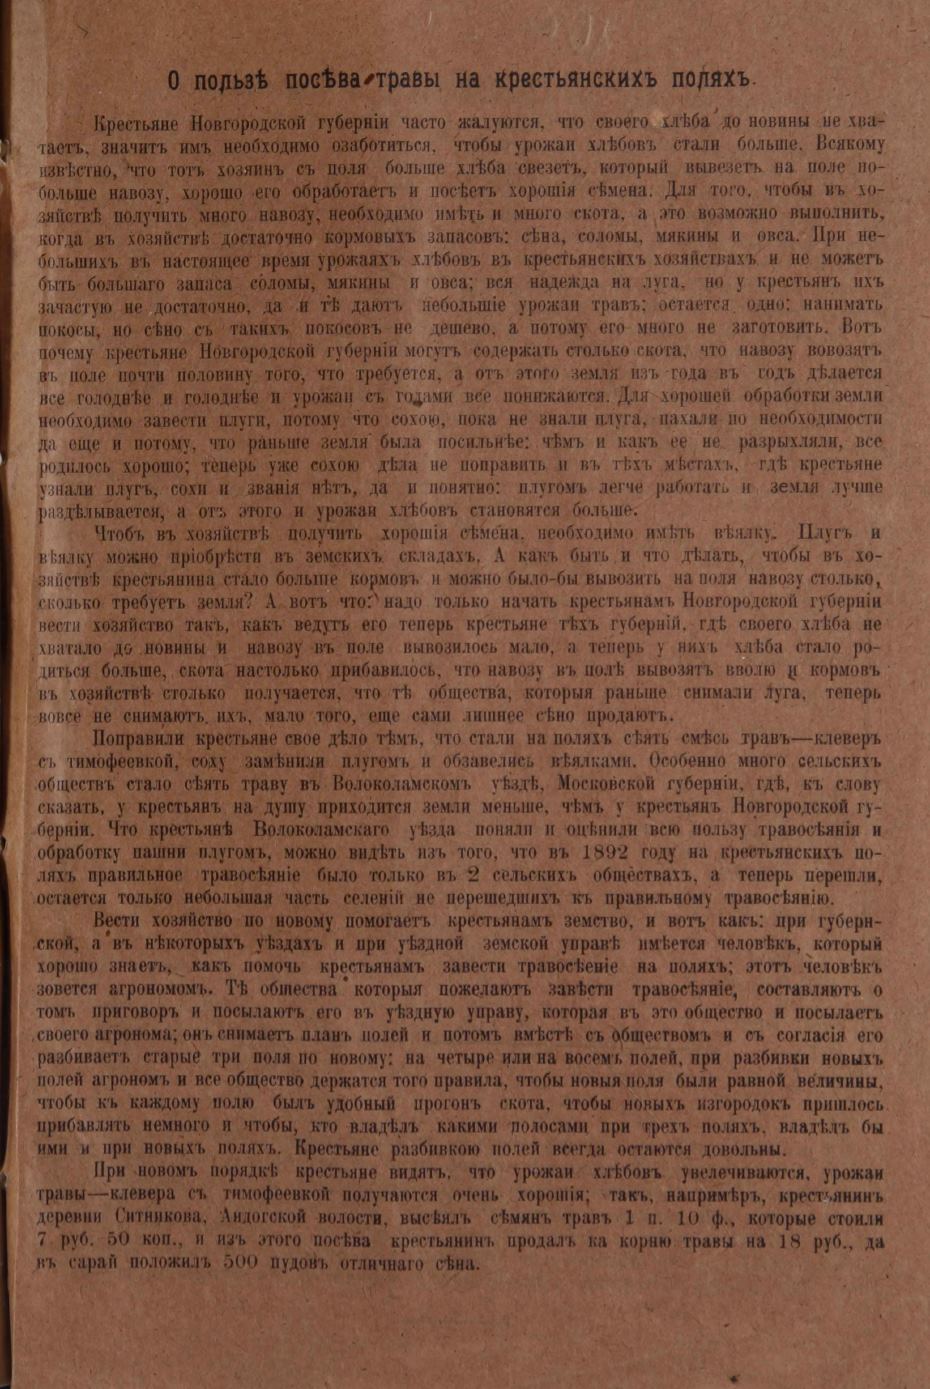 О пользѣ посѣва травы на крестьянскихъ поляхъ.
Крестьяне Новгородской губерніи часто жалуются, что своего хлѣба до новины не хва-
таетъ, значитъ имъ необходимо озаботиться, чтобы урожаи хлѣбовъ стали больше. Всякому
извѣстно, что тотъ хозяинъ съ поля больше хлѣба свезетъ, который вывезетъ на поле по-
больше навозу, хорошо его обработаетъ и посѣетъ хорошія сѣмена. Для того, чтобы въ хо-
зяйствѣ получить много навозу, необходимо имѣть и много скота, а это возможно выполнить,
когда въ хозяйствѣ достаточно кормовыхъ запасовъ: сѣна, соломы, мякины и овса. При не-
большихъ въ настоящее время урожаяхъ хлѣбовъ въ крестьянскихъ хозяйствахъ и не можетъ
быть большаго запаса соломы, мякины и овса; вся надежда на луга, но у крестьянъ ихъ
зачастую не достаточно, да и тѣ даютъ небольшіе урожаи травъ; остается одно: нанимать
покосы, но сѣно съ такихъ покосовъ не дешево, а потому его много не заготовить. Вотъ
почему крестьяне Новгородской губерніи могутъ содержать столько скота, что навозу вовозятъ
въ поле почти половину того, что требуется, а отъ этого земля изъ года въ годъ дѣлается
все голоднѣе и голоднѣе и урожаи съ годами все понижаются. Для хорошей обработки земли
необходимо завести плуги, потому что сохою, пока не знали плуга, пахали по необходимости
да еще и потому, что раньше земля была посильнѣе: чѣмъ и какъ ее не разрыхляли, все
родилось хорошо; теперь уже сохою дѣла не поправить и въ тѣхъ мѣстахъ, гдѣ крестьяне
узнали плугъ, сохи и званія нѣтъ, да и понятно: плугомъ легче работать и земля лучше
раздѣлывается, а отъ этого и урожаи хлѣбовъ становятся больше.
Чтобъ въ хозяйствѣ получить хорошія сѣмена, необходимо имѣть вѣялку. Плугъ и
вѣялку можно пріобрѣсти въ земскихъ складахъ. А какъ быть и что дѣлать, чтобы въ хо-
зяйствѣ крестьянина стало больше кормовъ и можно было-бы вывозить на поля навозу столько,
сколько требуетъ земля? А вотъ что: надо только начать крестьянамъ Новгородской губерніи
вести хозяйство такъ, какъ ведутъ его теперь крестьяне тѣхъ губерній, гдѣ своего хлѣба не
хватало до новины и навозу въ поле вывозилось мало, а теперь у нихъ хлѣба стало ро-
диться больше, скота настолько прибавилось, что навозу въ полѣ вывозятъ вволю и кормовъ
въ хозяйствѣ столько получается, что тѣ общества, которыя раньше снимали луга, теперь
вовсе не снимаютъ ихъ, мало того, еще сами лишнее сѣно продаютъ.
Поправили крестьяне свое дѣло тѣмъ, что стали на поляхъ сѣять смѣсь травъ—клеверъ
съ тимофеевкой, соху замѣнили плугомъ и обзавелись вѣялками. Особенно много сельскихъ
обществъ стало сѣять траву въ Волоколамскомъ уѣздѣ, Московской губерніи, гдѣ, къ слову
сказать, у крестьянъ на душу приходится земли меньше, чѣмъ у крестьянъ Новгородской гу-
берніи. Что крестьянѣ Волоколамскаго уѣзда поняли и оцѣнили всю пользу травосѣянія и
обработку пашни плугомъ, можно видѣть изъ того, что въ 1892 году на крестьянскихъ по-
ляхъ правильное травосѣяніе было только въ 2 сельскихъ обществахъ, а теперь перешли,
остается только небольшая часть селеній не перешедшихъ къ правильному травосѣянію.
Вести хозяйство по новому помогаетъ крестьянамъ земство, и вотъ какъ: при губерн-
ской, а въ нѣкоторыхъ уѣздахъ и при уѣздной земской управѣ имѣется человѣкъ, который
хорошо знаетъ, какъ помочь крестьянамъ завести травосѣеніе на поляхъ; этотъ человѣкъ
зовется агрономомъ. Тѣ общества которыя пожелаютъ завѣсти травосѣяніе, составляютъ о
томъ приговоръ и посылаютъ его въ уѣздную управу, которая въ это общество и посылаетъ
своего агронома; онъ снимаетъ планъ полей и потомъ вмѣстѣ съ обществомъ и съ согласія его
разбиваетъ старые три поля по новому: на четыре или на восемъ полей, при разбивки новыхъ
полей агрономъ и все общество держатся того правила, чтобы новыя поля были равной величины,
чтобы къ каждому полю былъ удобный прогонъ скота, чтобы новыхъ изгородокъ пришлось
прибавлять немного и чтобы, кто владѣлъ какими полосами при трехъ поляхъ, владѣлъ бы
ими и при новыхъ поляхъ. Крестьяне разбивкою полей всегда остаются довольны.
При новомъ порядкѣ крестьяне видятъ, что урожаи хлѣбовъ увеличиваются, урожаи
травы—клевера съ тимофеевкой получаются очень хорошія; такъ, напримѣръ, крестьянинъ
деревни Ситникова, Андогской волости, высѣялъ сѣмянъ травъ 1 п. 10 ф., которые стоили
7 руб. 50 коп., и изъ этого посѣва крестьянинъ продалъ ка корню травы на 18 руб., да
въ сарай положилъ 500 пудовъ отличнаго сѣна.